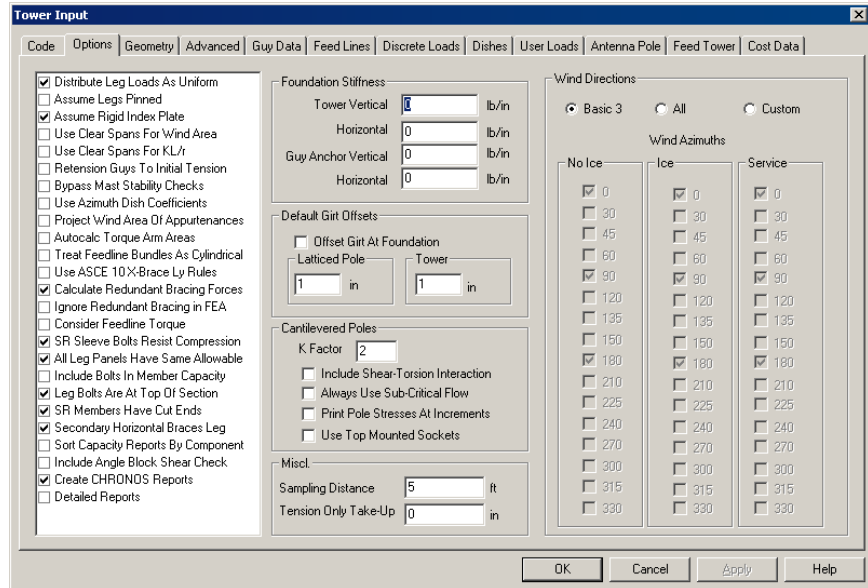 Tower Input
Code Options Geometry Advanced Guy Data Feed Lines Discrete Loads Dishes User Loads Antenna Pole Feed Tower Cost Data
Distribute Leg Loads As Uniform
Assume Legs Pinned
Assume Rigid Index Plate
Use Clear Spans For Wind Area
Use Clear Spans For KL/r
Retension Guys To Initial Tension
Bypass Mast Stability Checks
Use Azimuth Dish Coefficients
Project Wind Area Of Appurtenances
Autocalc Torque Arm Areas
Treat Feedline Bundles As Cylindrical
Use ASCE 10 X-Brace Ly Rules
Calculate Redundant Bracing Forces
Ignore Redundant Bracing in FEA
Consider Feedline Torque
SR Sleeve Bolts Resist Compression
All Leg Panels Have Same Allowable
Include Bolts In Member Capacity
Leg Bolts Are At Top Of Section
SR Members Have Cut Ends
Secondary Horizontal Braces Leg
Sort Capacity Reports By Component
Include Angle Block Shear Check
Create CHRONOS Reports
Detailed Reports
Foundation Stiffness
Tower Vertical 0 lb/in
Horizontal 0 lb/in
Guy Anchor Vertical 0 lb/in
Horizontal 0 lb/in
Default Girt Offsets
Offset Girt At Foundation
Latticed Pole Tower
1 in 1 in
Cantilevered Poles
K Factor 2
Include Shear-Torsion Interaction
Always Use Sub-Critical Flow
Print Pole Stresses At Increments
Use Top Mounted Sockets
Miscl.
Sampling Distance 5 ft
Tension Only Take-Up 0 in
Wind Directions
Basic 3 All Custom
Wind Azimuths
No Ice Ice Service
0 0 0
30 30 30
45 45 45
60 60 60
90 90 90
120 120 120
135 135 135
150 150 150
180 180 180
210 210 210
225 225 225
240 240 240
270 270 270
300 300 300
315 315 315
330 330 330
OK Cancel Apply Help